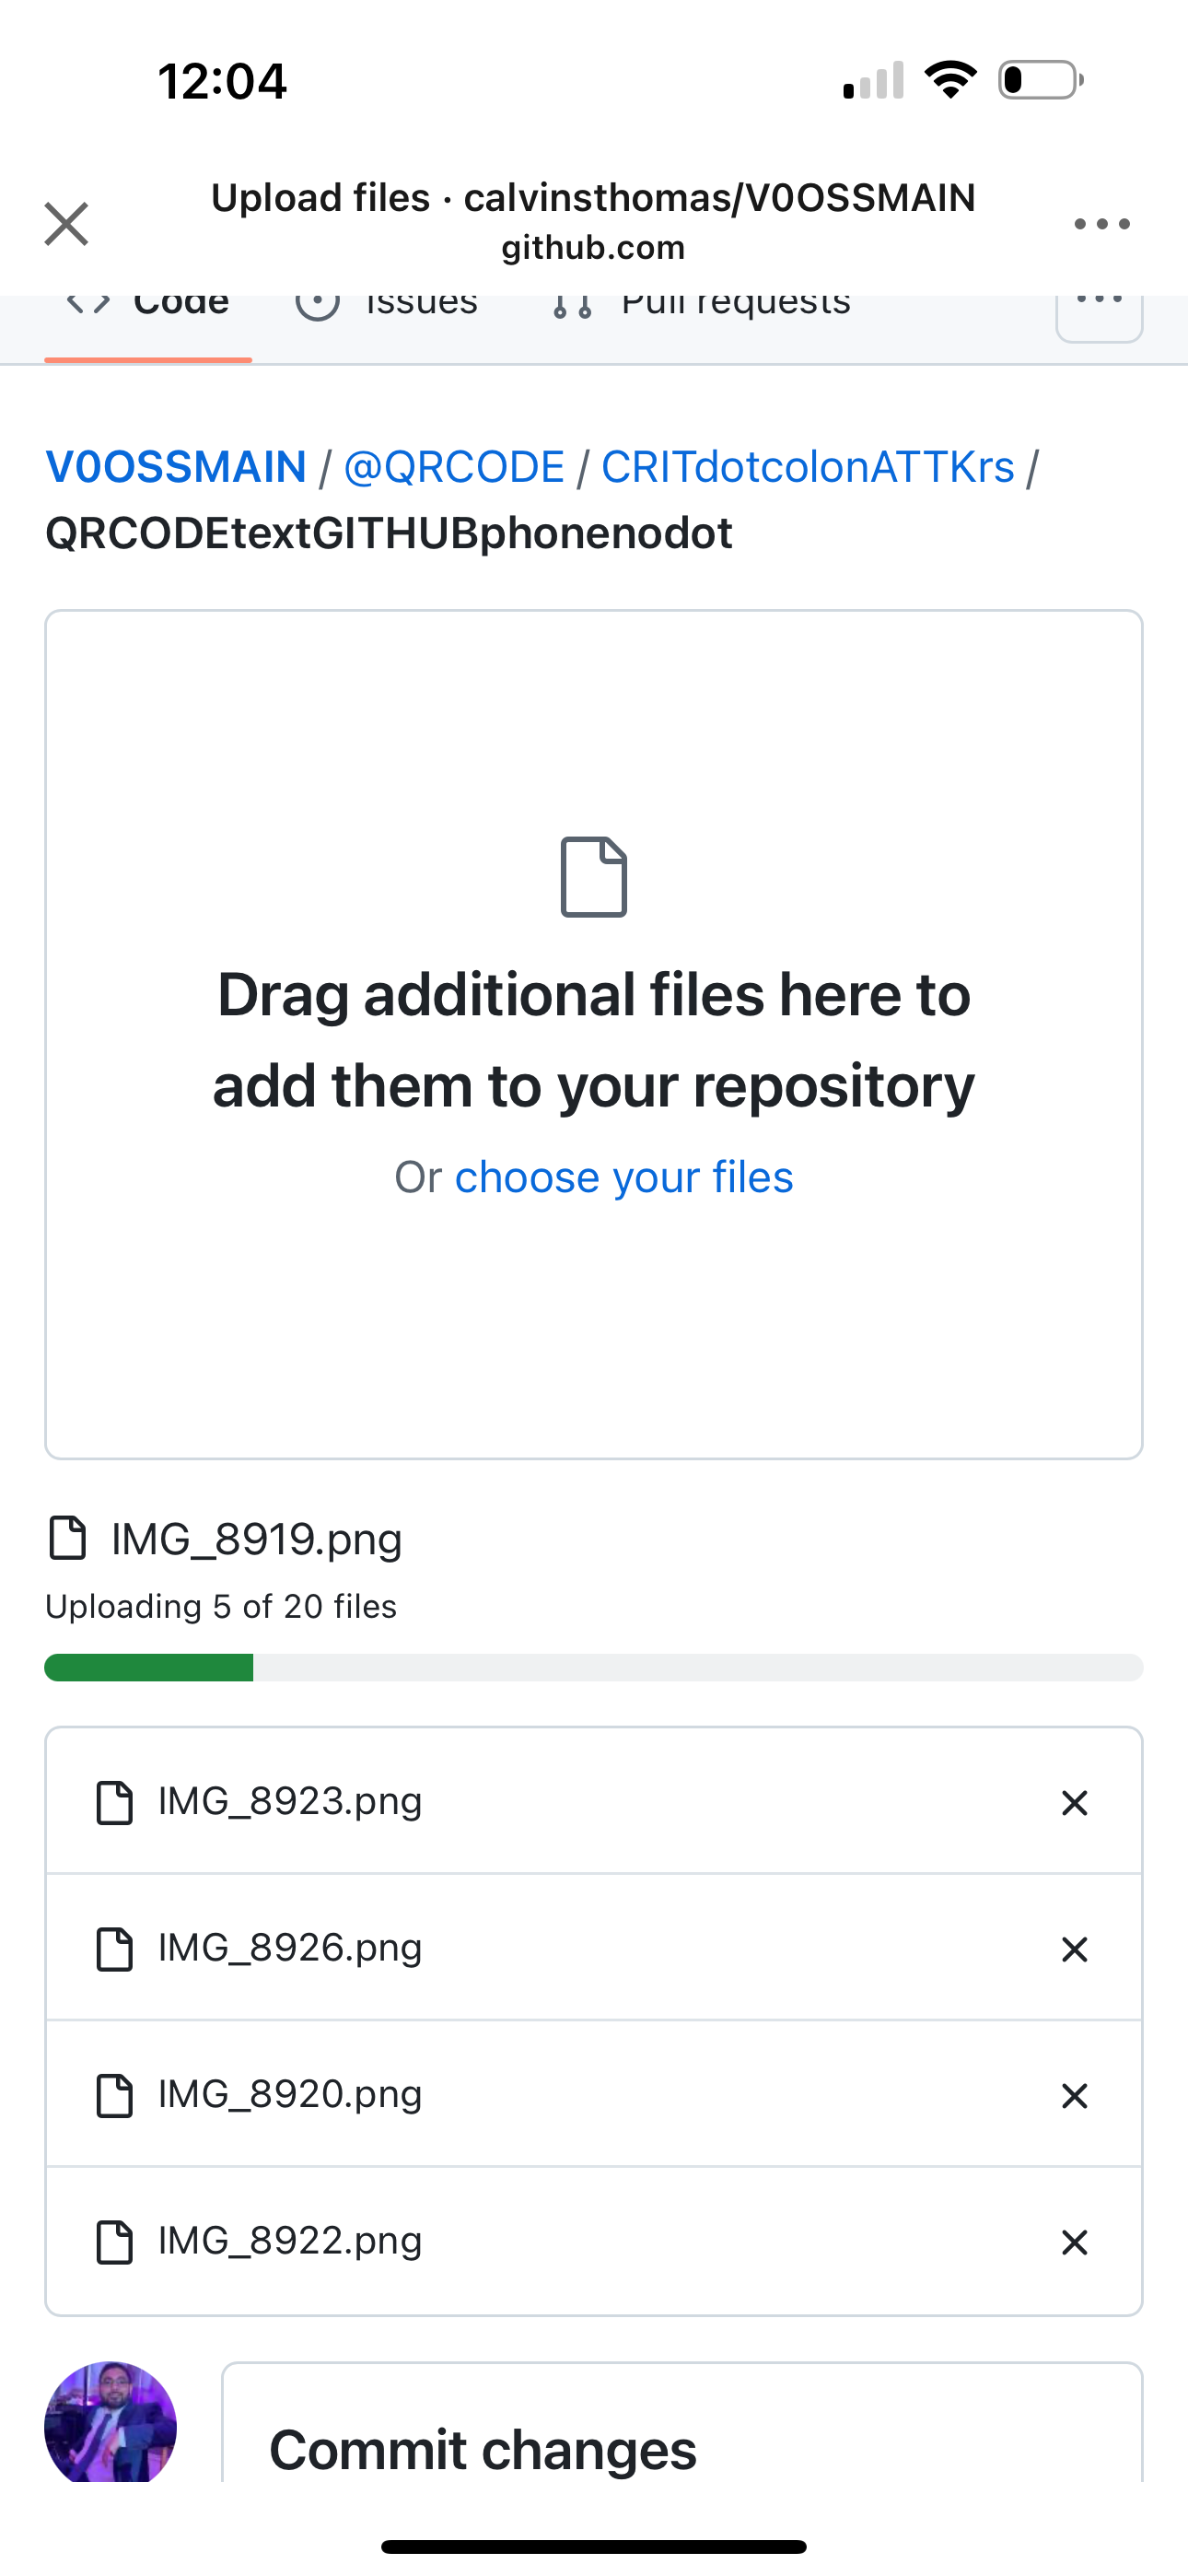 12:04
Upload files · calvinsthomas/V0OSSMAIN
github.com
Code Issues Pull requests
V0OSSMAIN / @QRCODE / CRITdotcolonATTKrs /
QRCODEtextGITHUBphonenodot
Drag additional files here to
add them to your repository
Or choose your files
IMG_8919.png
Uploading 5 of 20 files
IMG_8923.png
IMG_8926.png
IMG_8920.png
IMG_8922.png
Commit changes